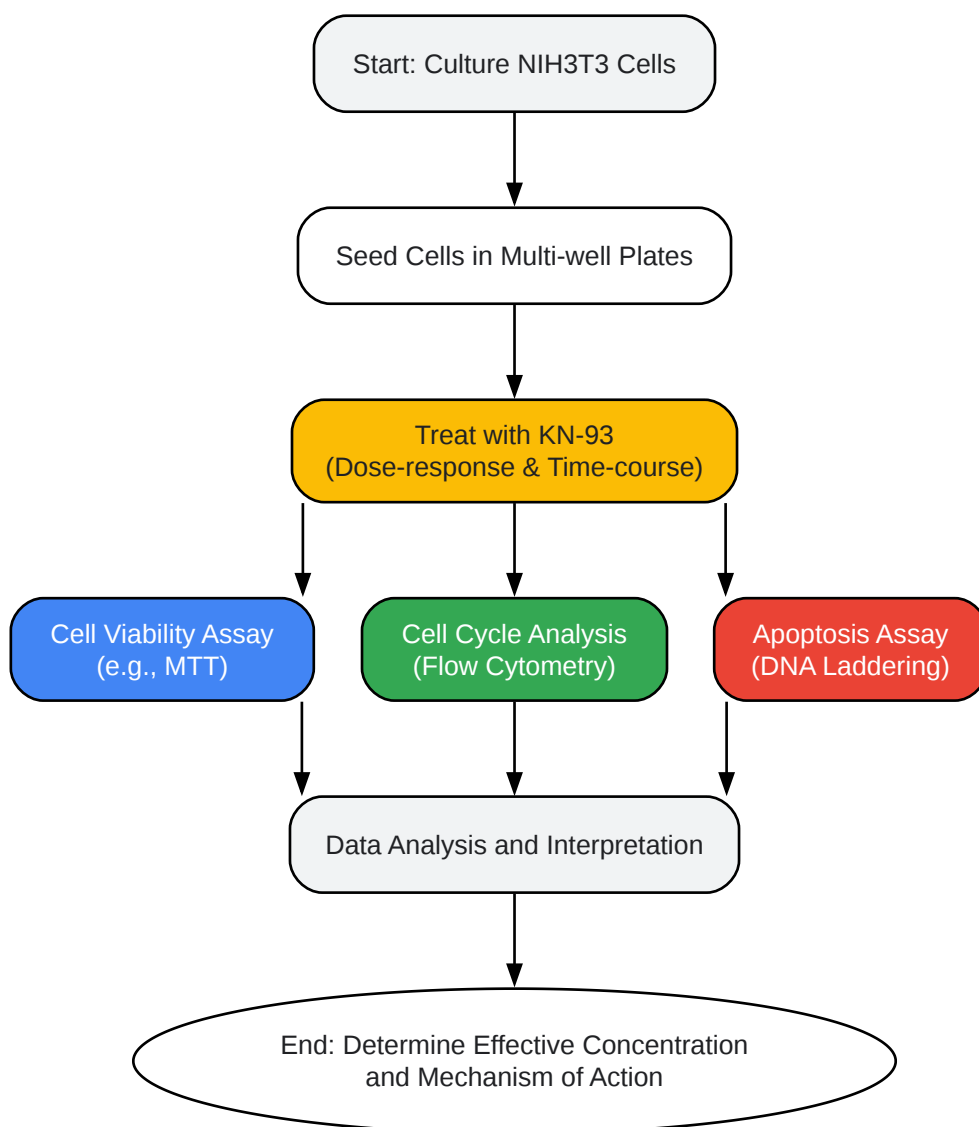 Start: Culture NIH3T3 Cells
Seed Cells in Multi-well Plates
Treat with KN-93
(Dose-response & Time-course)
Cell Viability Assay
(e.g., MTT)
Cell Cycle Analysis
(Flow Cytometry)
Apoptosis Assay
(DNA Laddering)
Data Analysis and Interpretation
End: Determine Effective Concentration
and Mechanism of Action